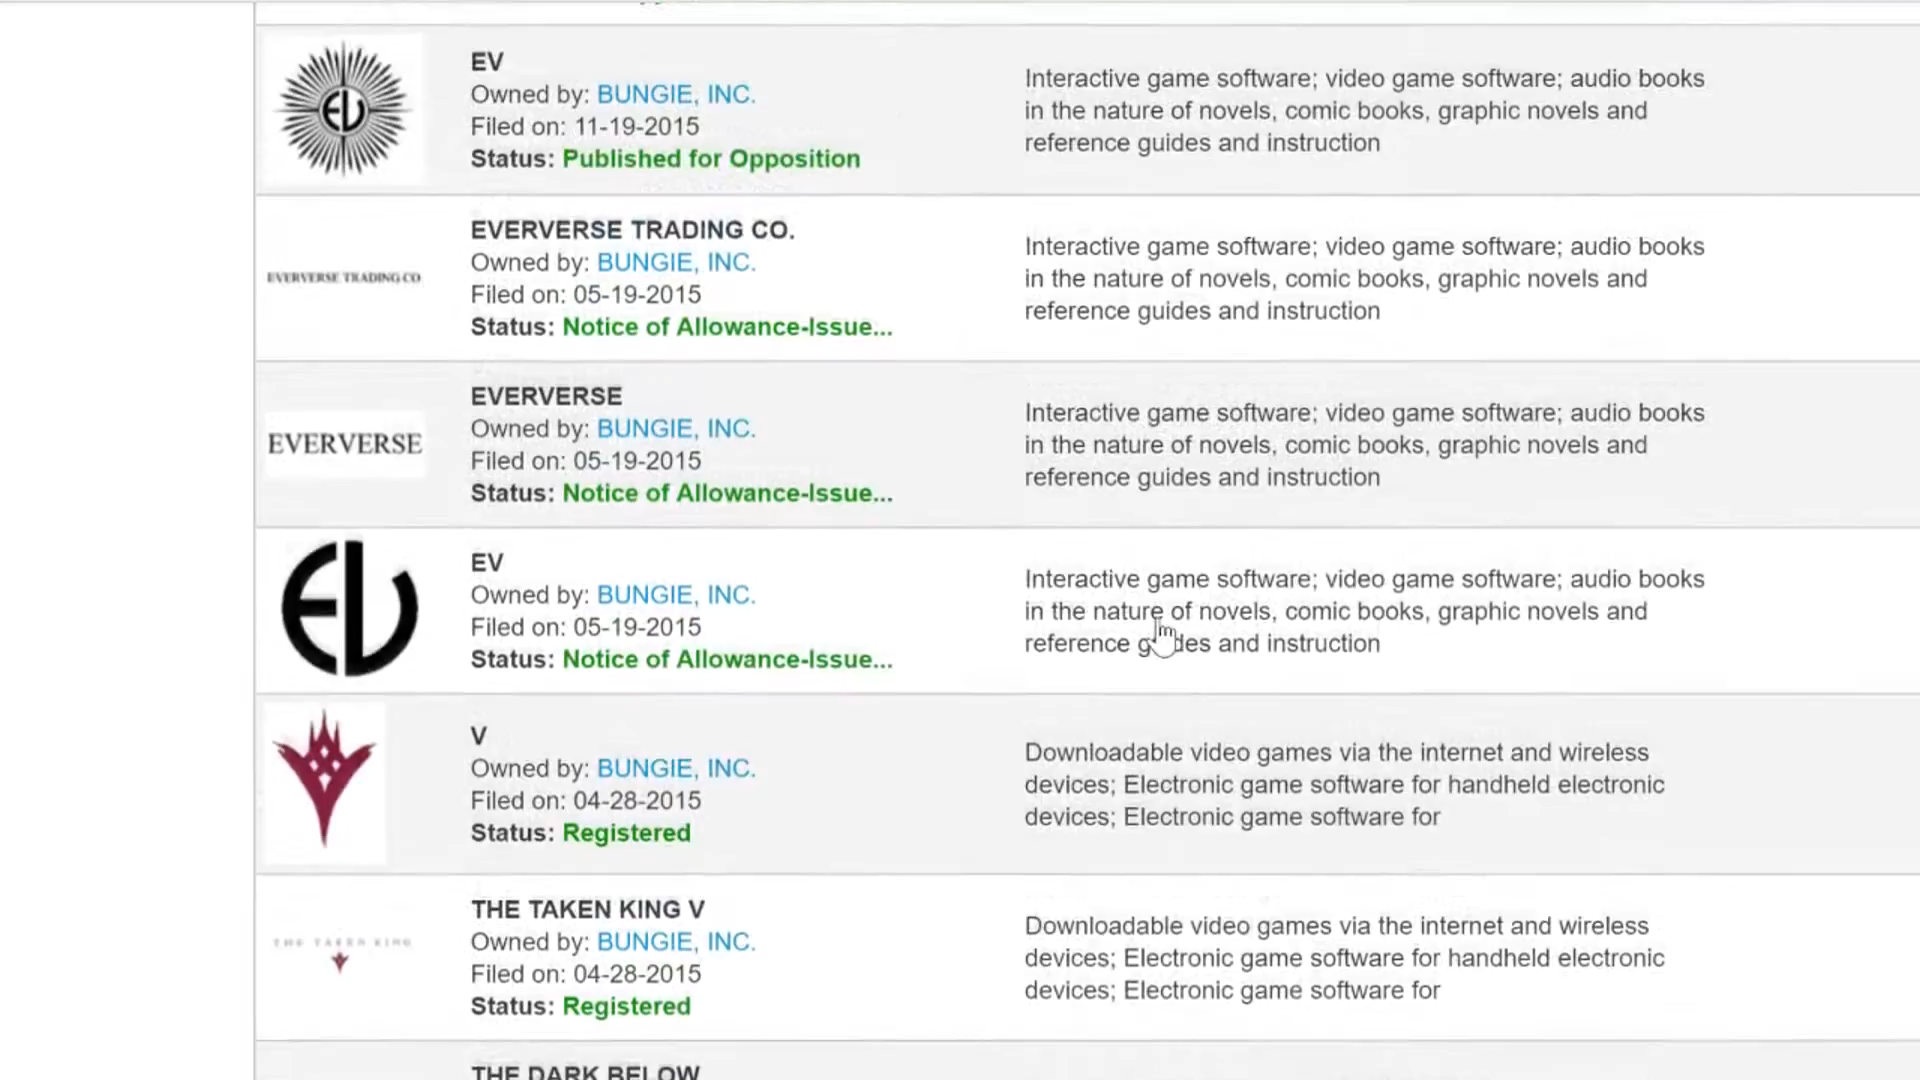 EV
Owned by: BUNGIE, INC.
Filed on: 11-19-2015
Status: Published for Opposition
Interactive game software; video game software; audio books
in the nature of novels, comic books, graphic novels and
reference guides and instruction
EV
EVERVERSE TRADING CO.
Owned by: BUNGIE, INC.
Filed on: 05-19-2015
Status: Notice of Allowance-Issue...
Interactive game software; video game software; audio books
in the nature of novels, comic books, graphic novels and
reference guides and instruction
EVERVERSE TRADING CO
EVERVERSE
Owned by: BUNGIE, INC.
Filed on: 05-19-2015
Status: Notice of Allowance-Issue...
Interactive game software; video game software; audio books
in the nature of novels, comic books, graphic novels and
reference guides and instruction
EVERVERSE
EV
Owned by: BUNGIE, INC.
Filed on: 05-19-2015
Status: Notice of Allowance-Issue...
Interactive game software; video game software; audio books
in the nature of novels, comic books, graphic novels and
reference guides and instruction
EV
V
Owned by: BUNGIE, INC.
Filed on: 04-28-2015
Status: Registered
Downloadable video games via the internet and wireless
devices; Electronic game software for handheld electronic
devices; Electronic game software for
THE TAKEN KING V
Owned by: BUNGIE, INC.
Filed on: 04-28-2015
Status: Registered
Downloadable video games via the internet and wireless
devices; Electronic game software for handheld electronic
devices; Electronic game software for
THE TAKEN KING
THE DARK BELOW